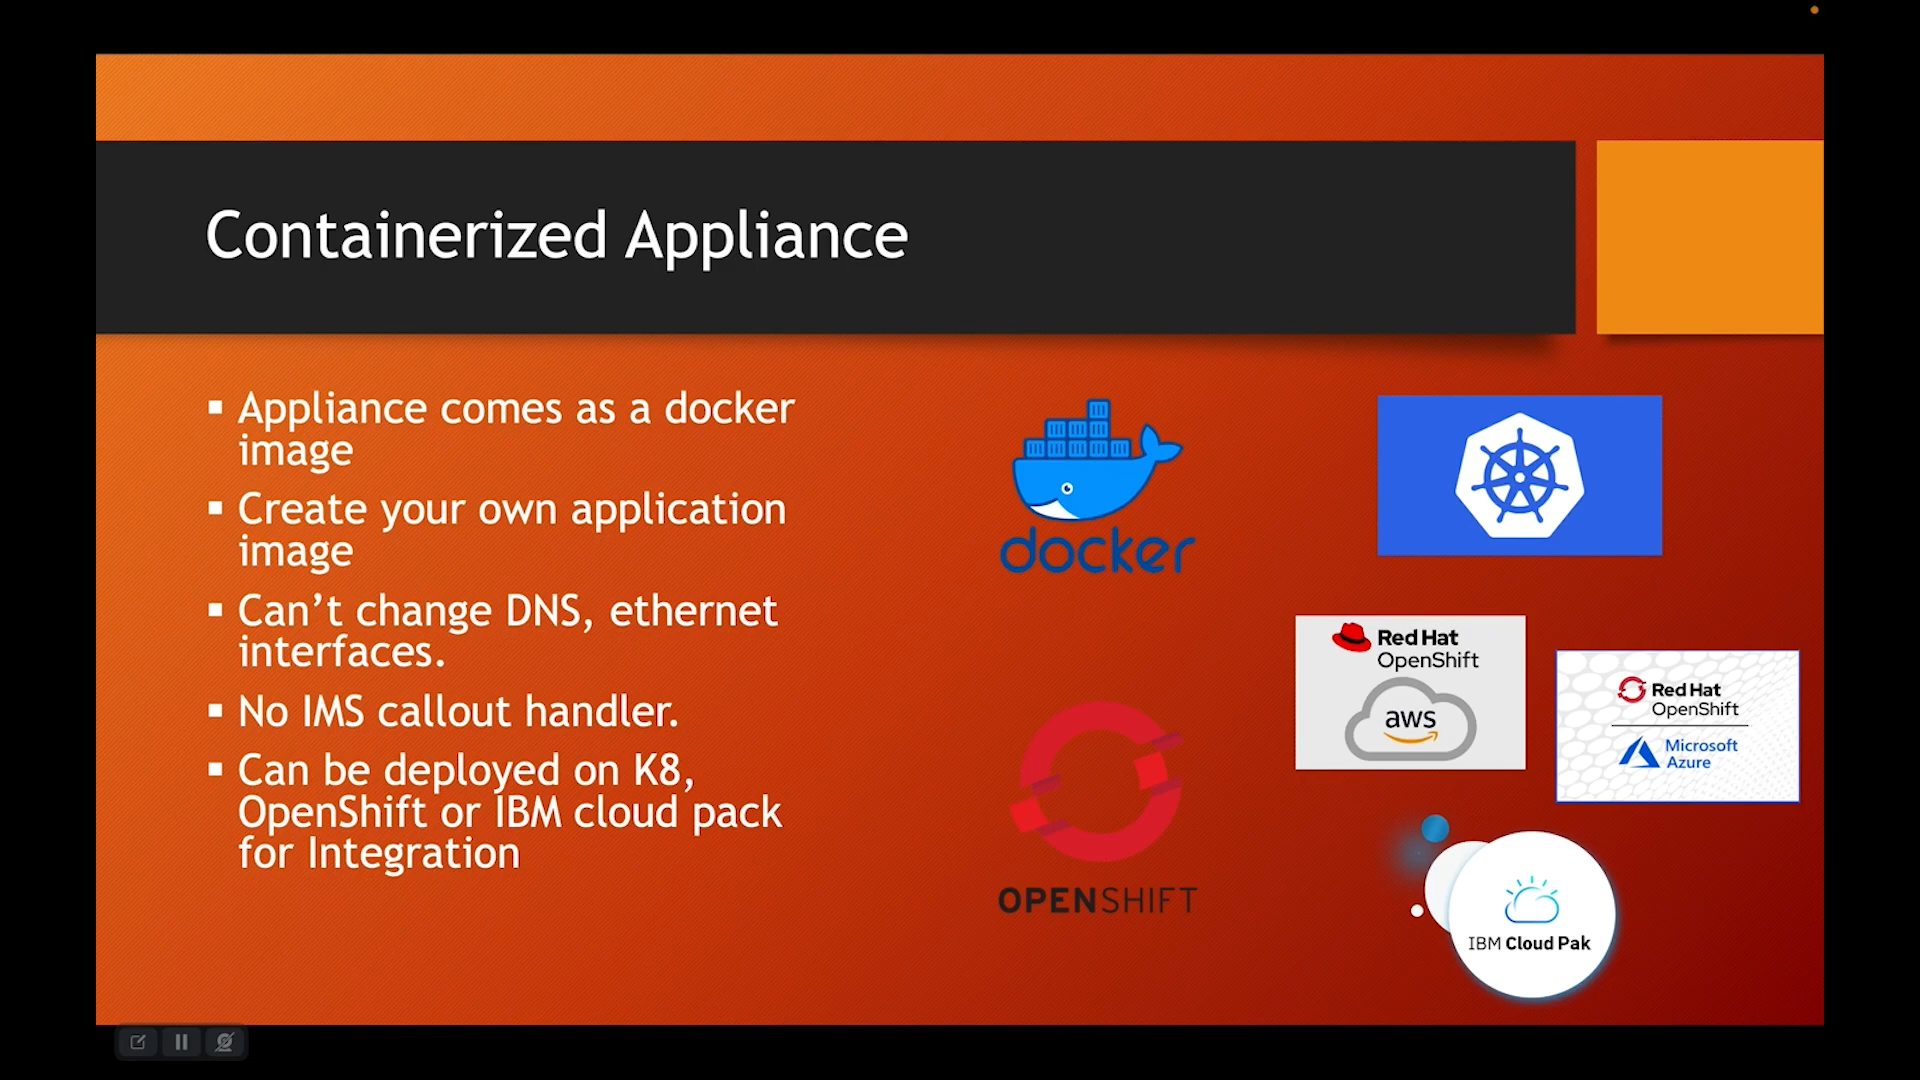 Containerized Appliance
Appliance comes as a docker
image
Create your own application
image
Can’t change DNS, ethernet
interfaces.
No IMS callout handler.
Can be deployed on K8,
OpenShift or IBM cloud pack
for Integration
docker
OPENSHIFT
Red Hat
OpenShift
aws
Red Hat
OpenShift
Microsoft
Azure
IBM Cloud Pak